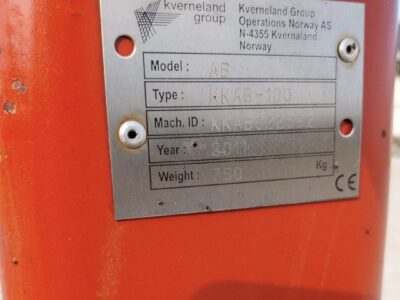 kverneland
group
Kverneland Group
Operations Norway AS
N-4355 Kvernaland
Norway
Model: AB
Type: KKAB-100
Mach. ID:
Year: 2011
Weight: 750 Kg
CE